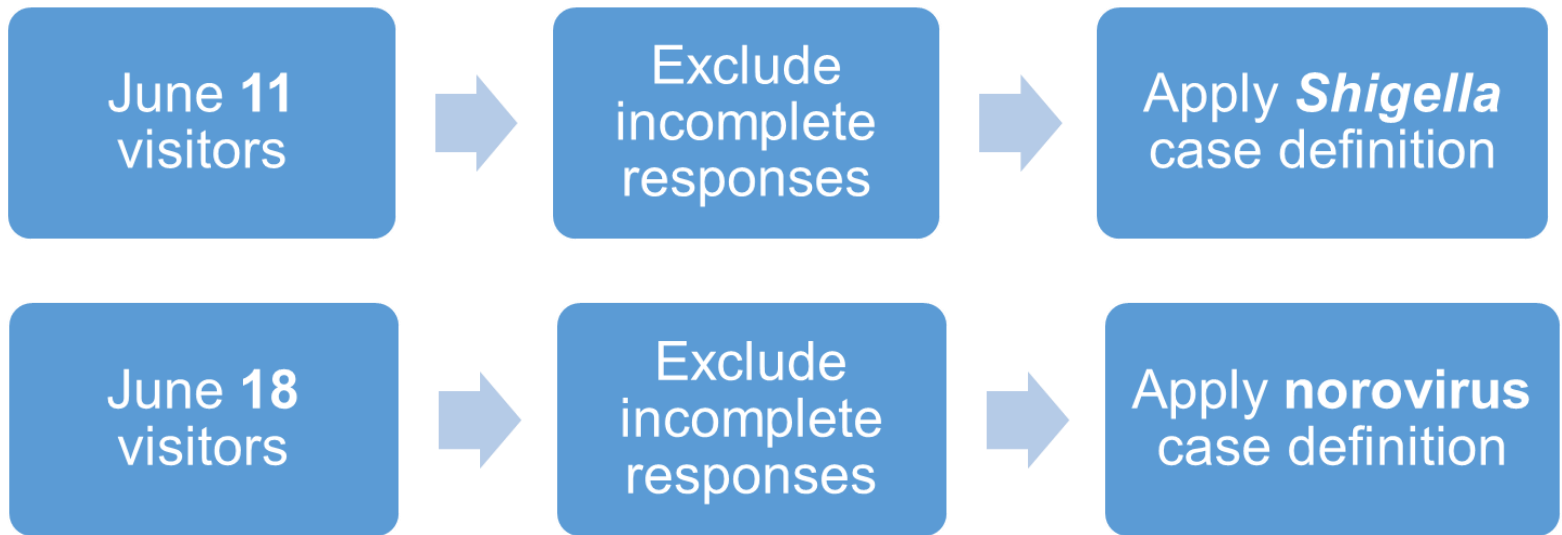 June 11
visitors
Exclude
incomplete
responses
Apply Shigella
case definition
June 18
visitors
Exclude
incomplete
responses
Apply norovirus
case definition